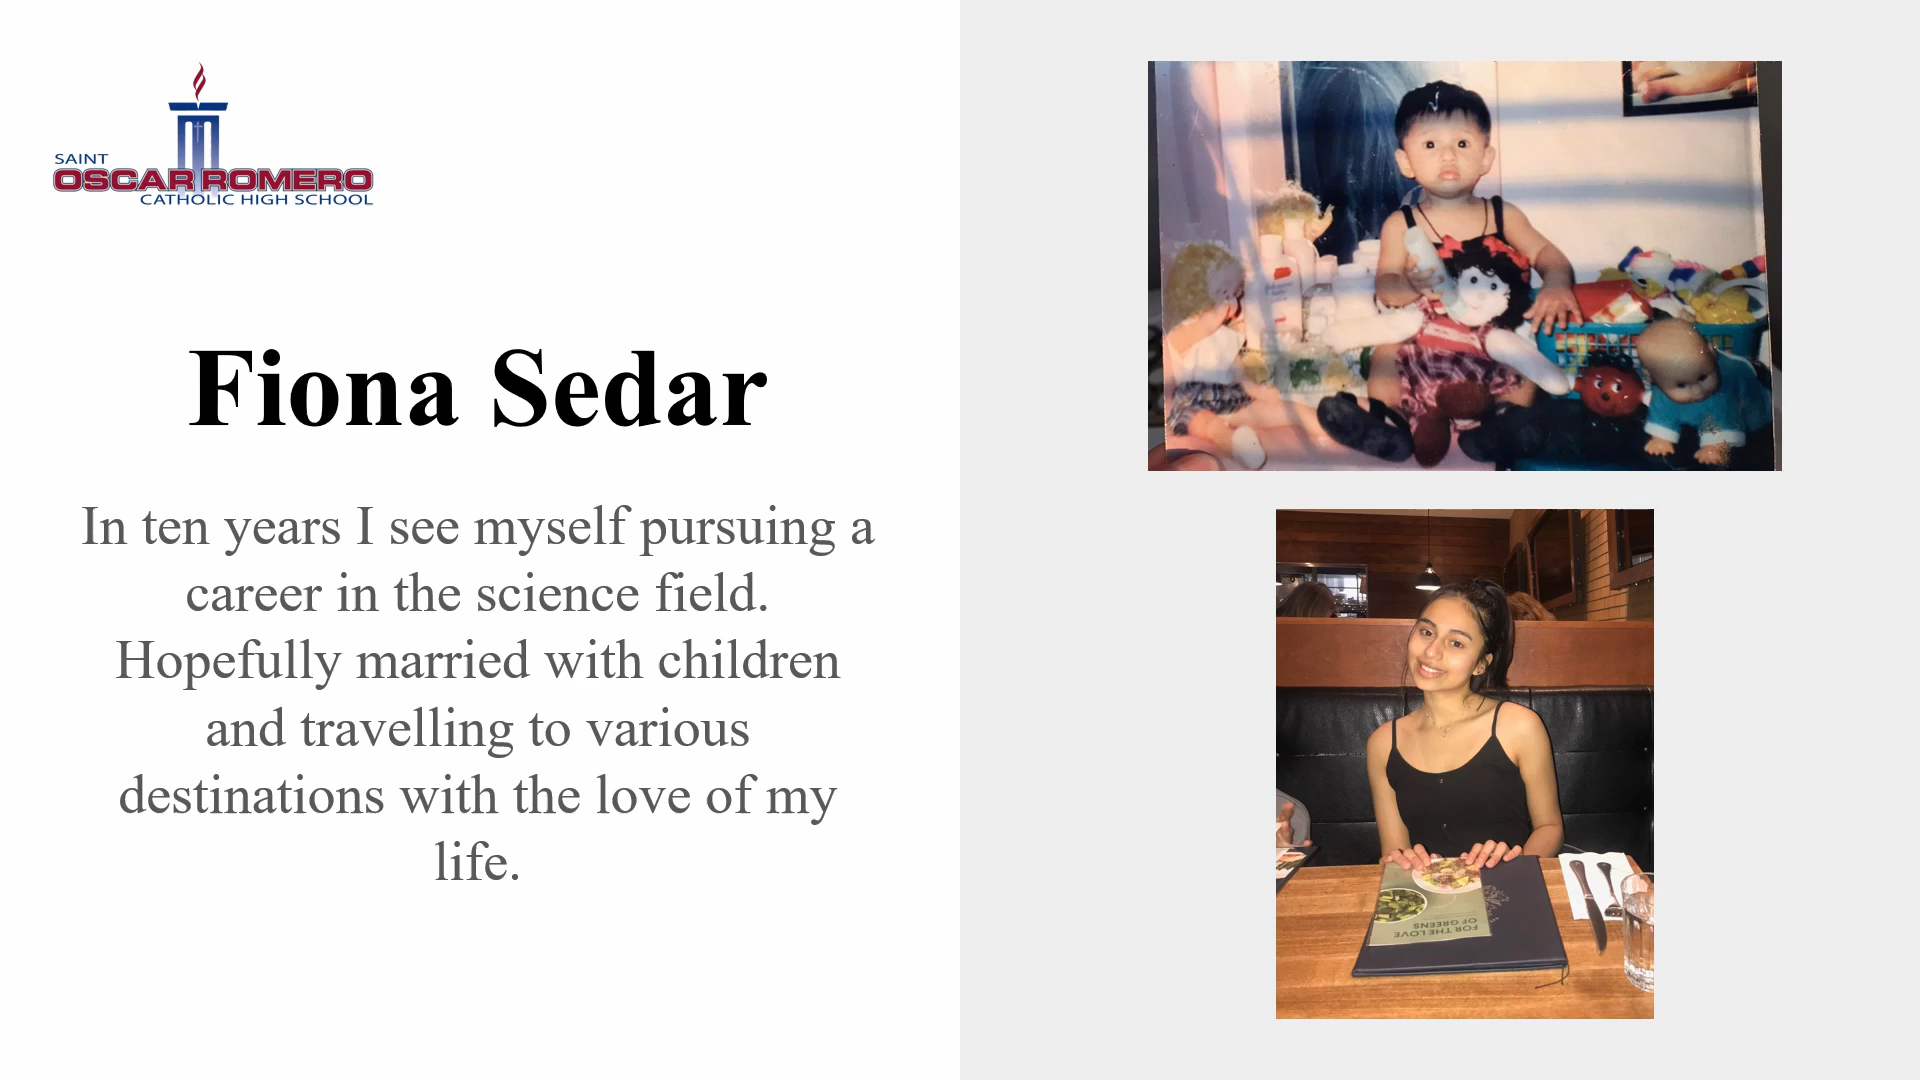 SAINT
OSCAR ROMERO
CATHOLIC HIGH SCHOOL
Fiona Sedar
In ten years I see myself pursuing a
career in the science field.
Hopefully married with children
and travelling to various
destinations with the love of my
life.
FOR THE LOVE
OF GREENS